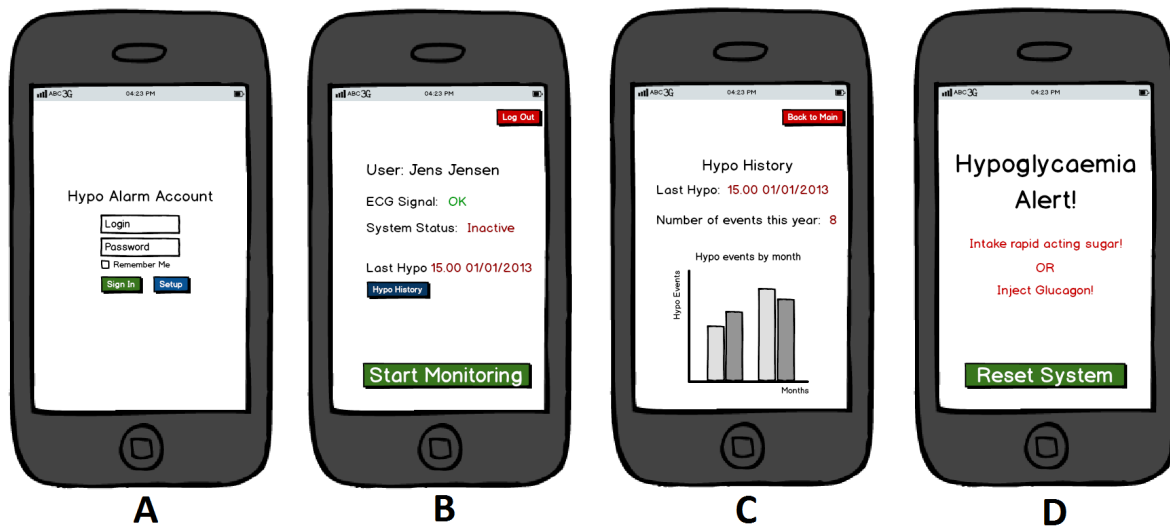 ABC 3G 04:23 PM
Hypo Alarm Account
Login
Password
Remember Me
Sign In Setup
A
ABC 3G 04:23 PM
Log Out
User: Jens Jensen
ECG Signal: OK
System Status: Inactive
Last Hypo 15.00 01/01/2013
Hypo History
Start Monitoring
B
ABC 3G 04:23 PM
Back to Main
Hypo History
Last Hypo: 15.00 01/01/2013
Number of events this year: 8
Hypo events by month
Hypo Events
Months
C
ABC 3G 04:23 PM
Hypoglycaemia
Alert!
Intake rapid acting sugar!
OR
Inject Glucagon!
Reset System
D